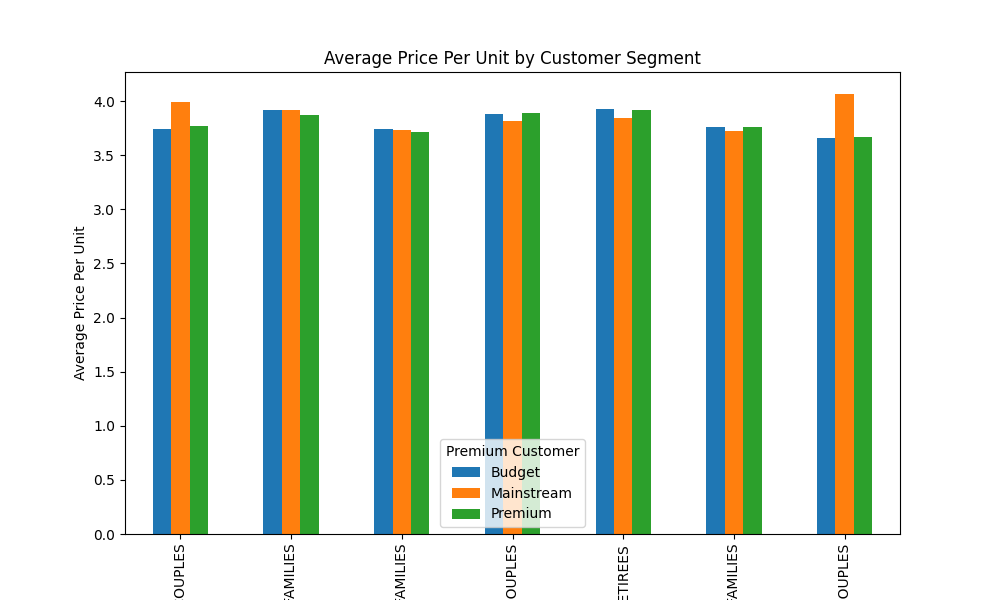 Average Price Per Unit by Customer Segment
Average Price Per Unit
4.0
3.5
3.0
2.5
2.0
1.5
1.0
0.5
0.0
Premium Customer
Budget
Mainstream
Premium
OUPLES
FAMILIES
FAMILIES
OUPLES
ETIREES
FAMILIES
OUPLES